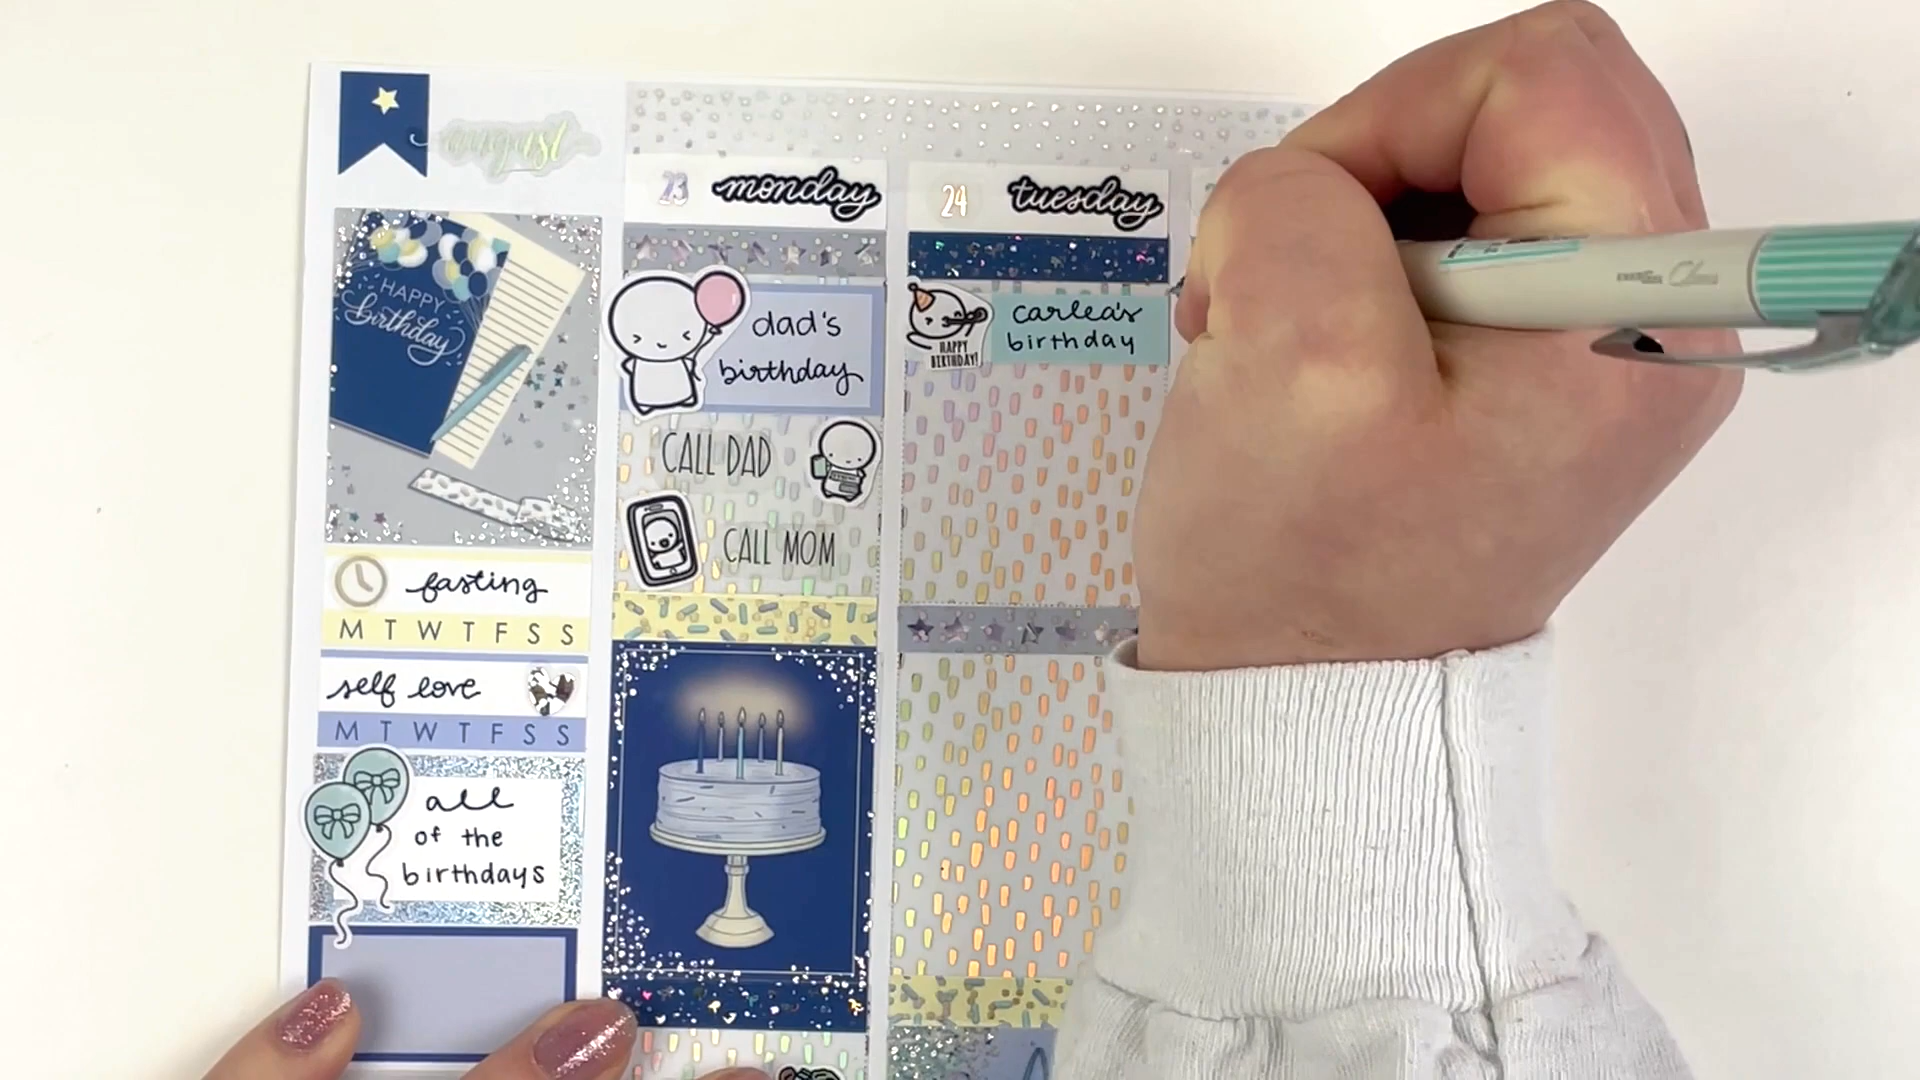 august
23 monday
24 tuesday
HAPPY
Birthday
dad's
birthday
carlea's
birthday
HAPPY
BIRTHDAY!
CALL DAD
CALL MOM
fasting
M T W T F S S
self love
M T W T F S S
all
of the
birthdays